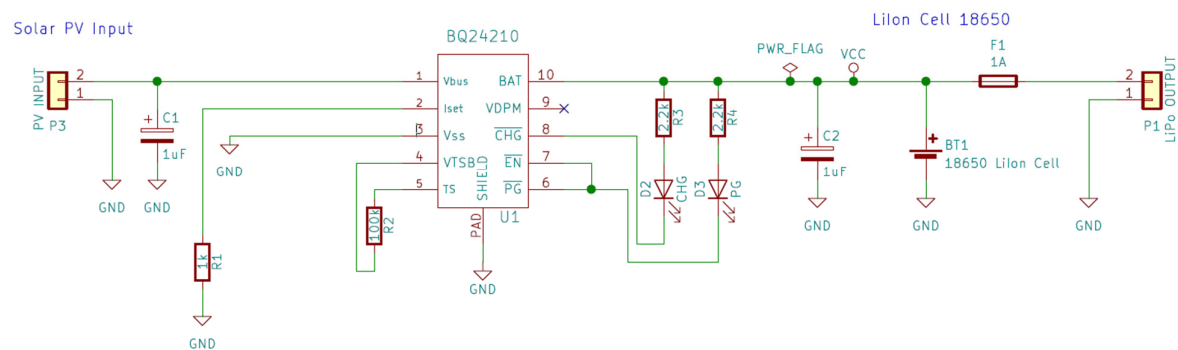 Solar PV Input
LiIon Cell 18650
BQ24210
PWR_FLAG
VCC
F1
1A
PV INPUT
2
1
P3
C1
1uF
GND
GND
GND
1 Vbus
2 Iset
3 Vss
4 VTSB
5 TS
BAT 10
VDPM 9
CHG 8
EN 7
PG 6
SHIELD
PAD
U1
GND
100k
R2
1k
R1
GND
2.2k
R3
2.2k
R4
D2
CHG
D3
PG
C2
1uF
GND
BT1
18650 LiIon Cell
GND
2
1
P1
LiPo OUTPUT
GND